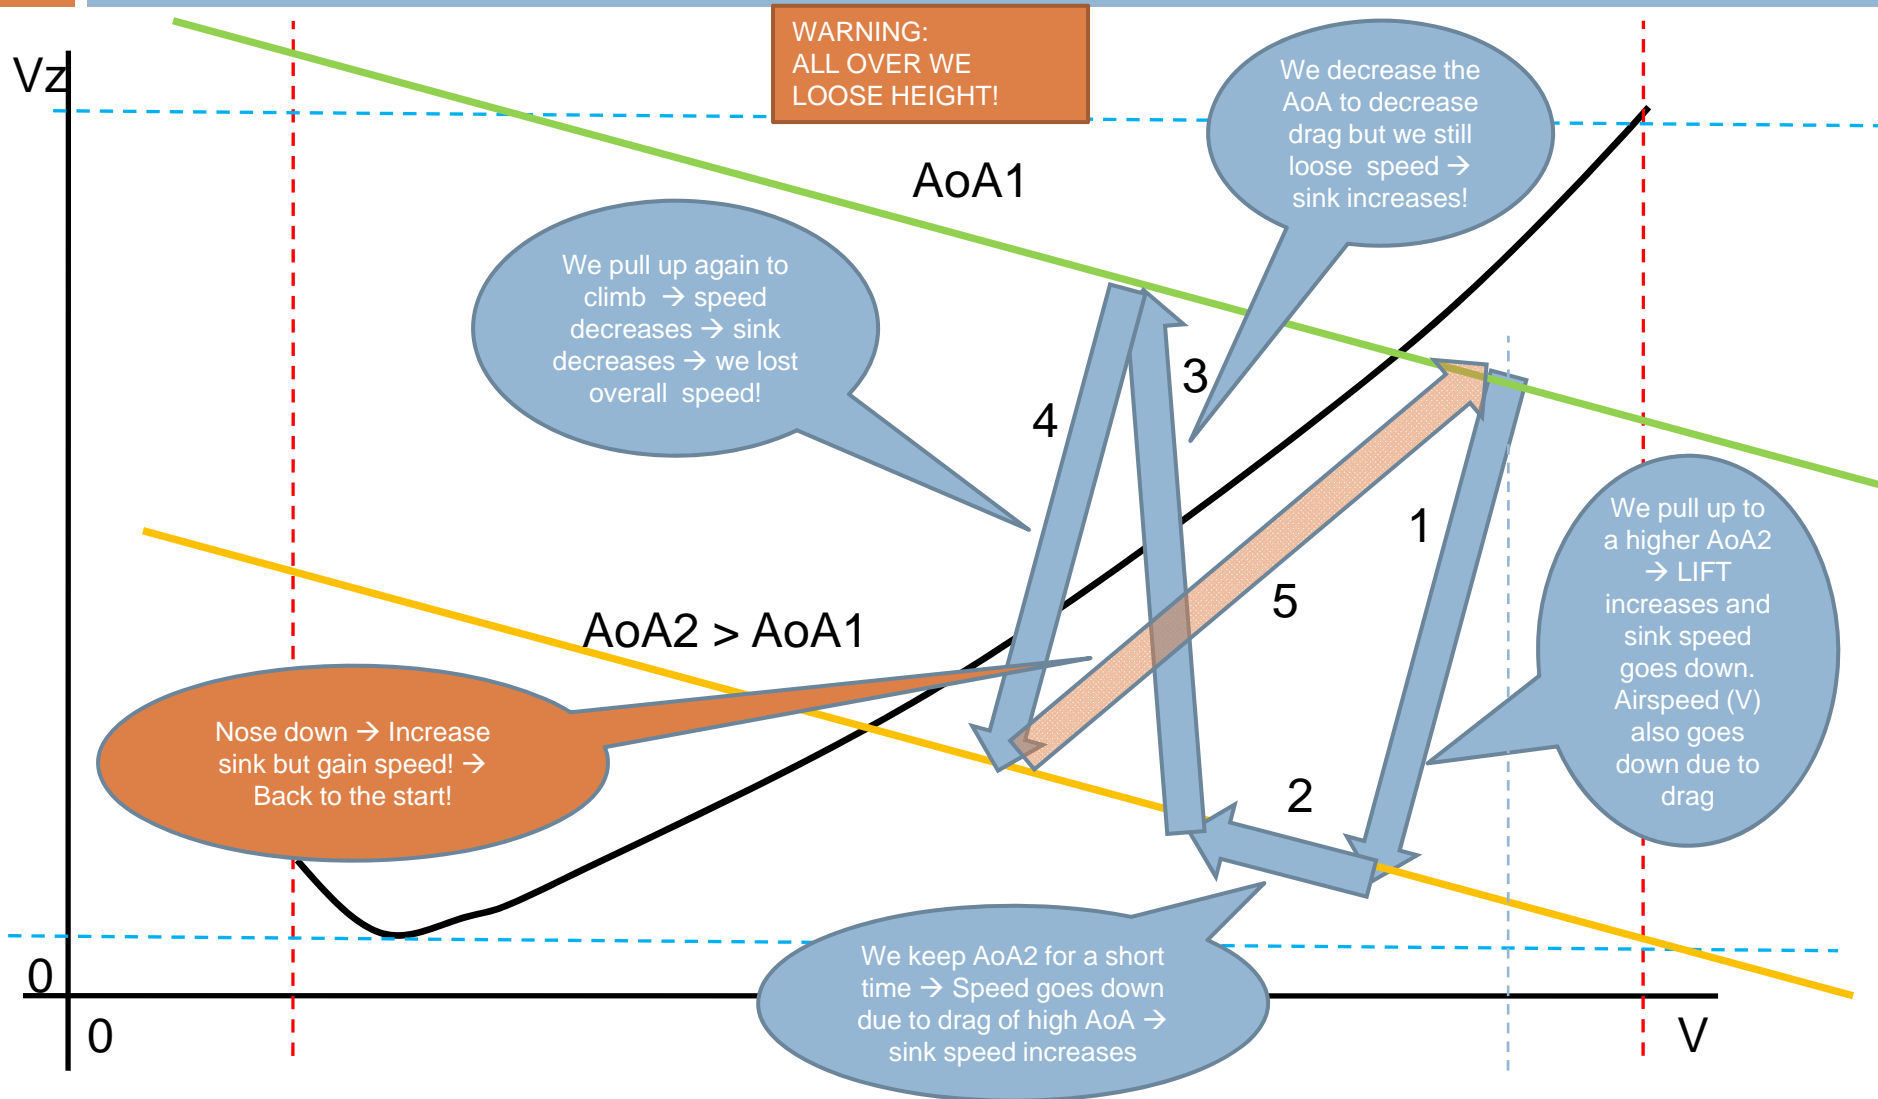 WARNING:
ALL OVER WE
LOOSE HEIGHT!
Vz
We decrease the
AoA to decrease
drag but we still
loose speed →
sink increases!
AoA1
We pull up again to
climb → speed
decreases → sink
decreases → we lost
overall speed!
3
4
1
We pull up to
a higher AoA2
→ LIFT
increases and
sink speed
goes down.
Airspeed (V)
also goes
down due to
drag
5
AoA2 > AoA1
Nose down → Increase
sink but gain speed! →
Back to the start!
2
We keep AoA2 for a short
time → Speed goes down
due to drag of high AoA →
sink speed increases
0
0
V